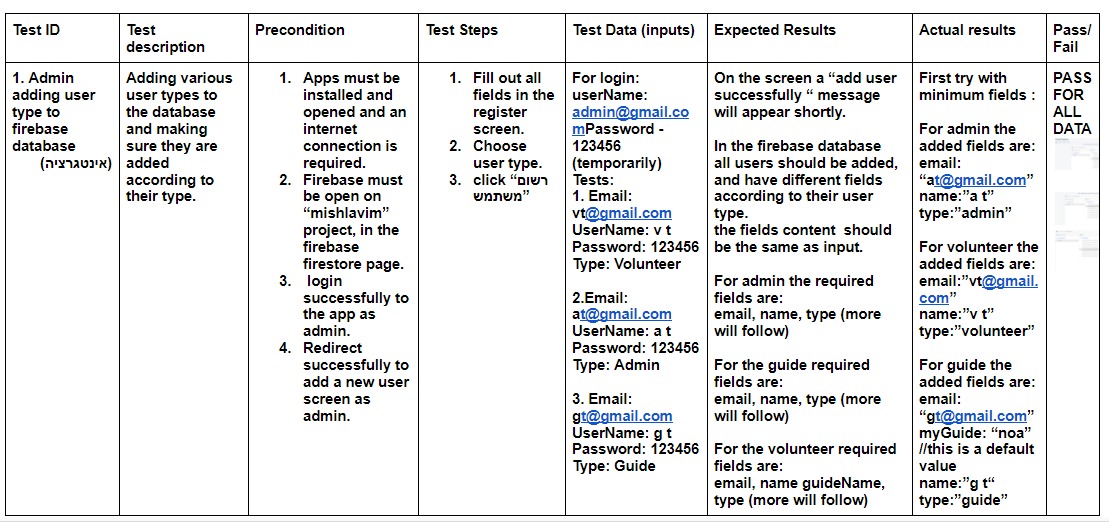 Test ID
Test
description
Precondition
Test Steps
Test Data (inputs)
Expected Results
Actual results
Pass/
Fail
1. Admin
adding user
type to
firebase
database
(אינטגרציה)
Adding various
user types to
the database
and making
sure they are
added
according to
their type.
1. Apps must be
installed and
opened and an
internet
connection is
required.
2. Firebase must
be open on
“mishlavim”
project, in the
firebase
firestore page.
3. login
successfully to
the app as
admin.
4. Redirect
successfully to
add a new user
screen as
admin.
1. Fill out all
fields in the
register
screen.
2. Choose
user type.
3. click “רשום
משתמש”
For login:
userName:
admin@gmail.co
mPassword -
123456
(temporarily)
Tests:
1. Email:
vt@gmail.com
UserName: v t
Password: 123456
Type: Volunteer
2.Email:
at@gmail.com
UserName: a t
Password: 123456
Type: Admin
3. Email:
gt@gmail.com
UserName: g t
Password: 123456
Type: Guide
On the screen a “add user
successfully “ message
will appear shortly.
In the firebase database
all users should be added,
and have different fields
according to their user
type.
the fields content should
be the same as input.
For admin the required
fields are:
email, name, type (more
will follow)
For the guide required
fields are:
email, name, type (more
will follow)
For the volunteer required
fields are:
email, name guideName,
type (more will follow)
First try with
minimum fields :
For admin the
added fields are:
email:
“at@gmail.com”
name:”a t”
type:”admin”
For volunteer the
added fields are:
email:”vt@gmail.
com”
name:”v t”
type:”volunteer”
For guide the
added fields are:
email:
“gt@gmail.com”
myGuide: “noa”
//this is a default
value
name:”g t“
type:”guide”
PASS
FOR
ALL
DATA